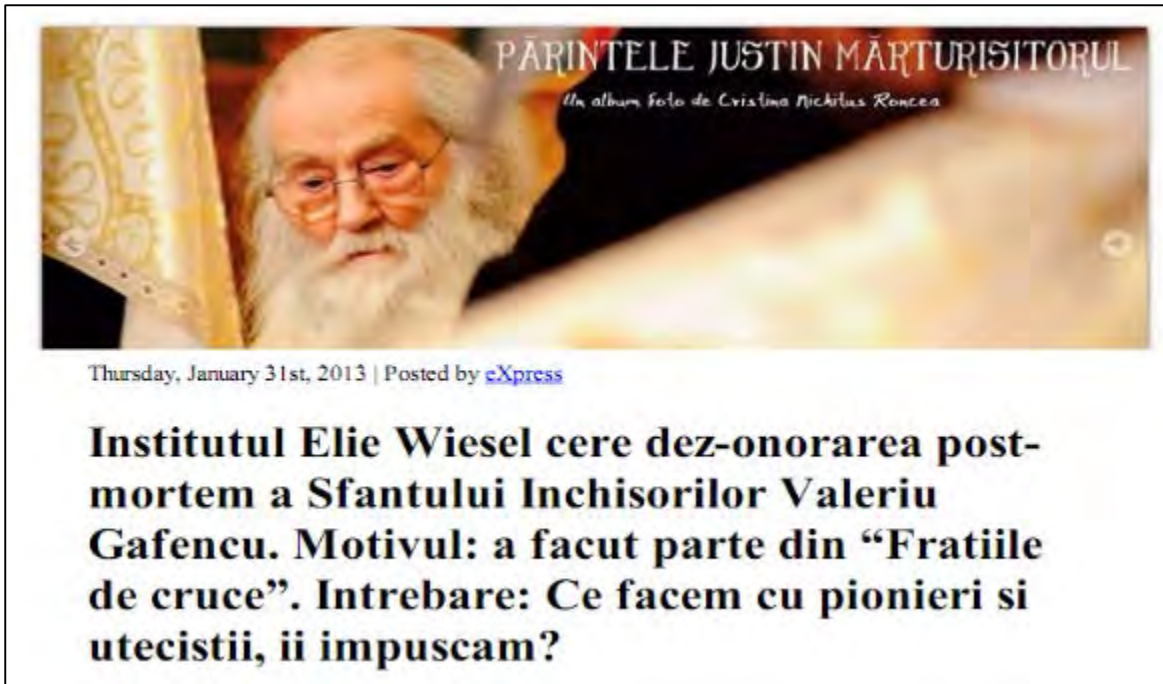 PĂRINTELE JUSTIN MĂRTURISITORUL
Un album foto de Cristina Nichitus Roncea
Thursday, January 31st, 2013 | Posted by eXpress
Institutul Elie Wiesel cere dez-onorarea post-
mortem a Sfantului Inchisorilor Valeriu
Gafencu. Motivul: a facut parte din “Fratiile
de cruce”. Intrebare: Ce facem cu pionieri si
utecistii, ii impuscam?